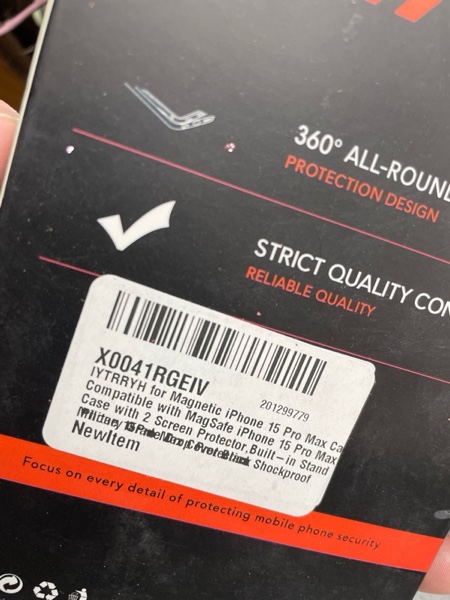 360° ALL-ROUND
PROTECTION DESIGN
STRICT QUALITY CON
RELIABLE QUALITY
X0041RGEIV
201299779
IYTRRYH for Magnetic iPhone 15 Pro Max Ca
Compatible with MagSafe iPhone 15 Pro Max
Case with 2 Screen Protector,Built-in Stand
Military Shockproof
NewItem
Focus on every detail of protecting mobile phone security